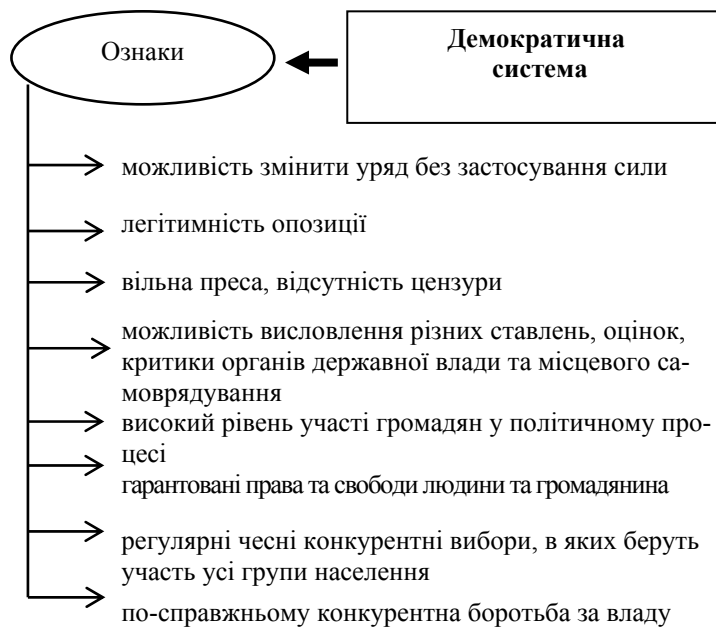 Ознаки
Демократична
система
можливість змінити уряд без застосування сили
легітимність опозиції
вільна преса, відсутність цензури
можливість висловлення різних ставлень, оцінок,
критики органів державної влади та місцевого са-
моврядування
високий рівень участі громадян у політичному про-
цесі
гарантовані права та свободи людини та громадянина
регулярні чесні конкурентні вибори, в яких беруть
участь усі групи населення
по-справжньому конкурентна боротьба за владу